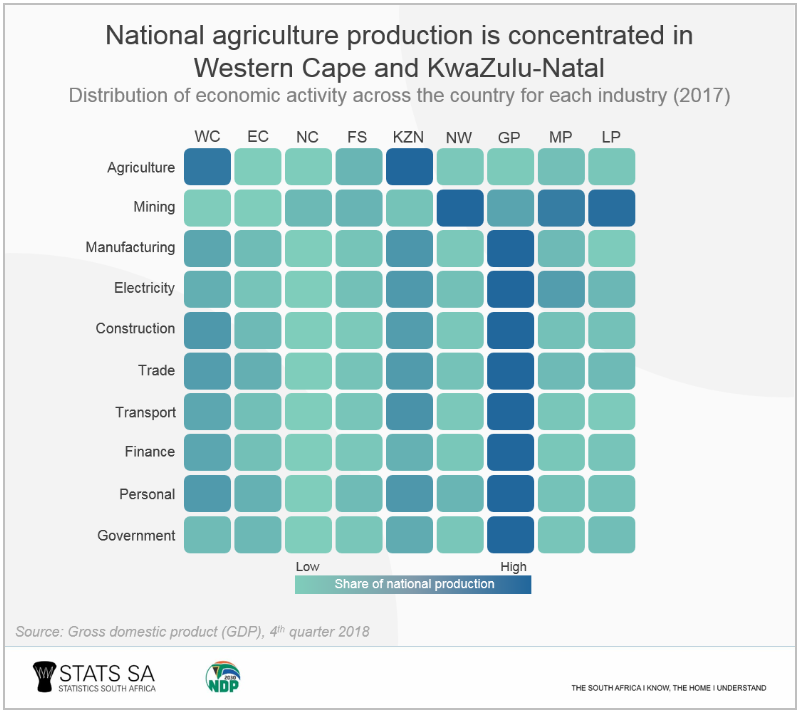 National agriculture production is concentrated in
Western Cape and KwaZulu-Natal
Distribution of economic activity across the country for each industry (2017)
WC EC NC FS KZN NW GP MP LP
Agriculture
Mining
Manufacturing
Electricity
Construction
Trade
Transport
Finance
Personal
Government
Low High
Share of national production
Source: Gross domestic product (GDP), 4th quarter 2018
STATS SA
STATISTICS SOUTH AFRICA
2030
NDP
THE SOUTH AFRICA I KNOW, THE HOME I UNDERSTAND